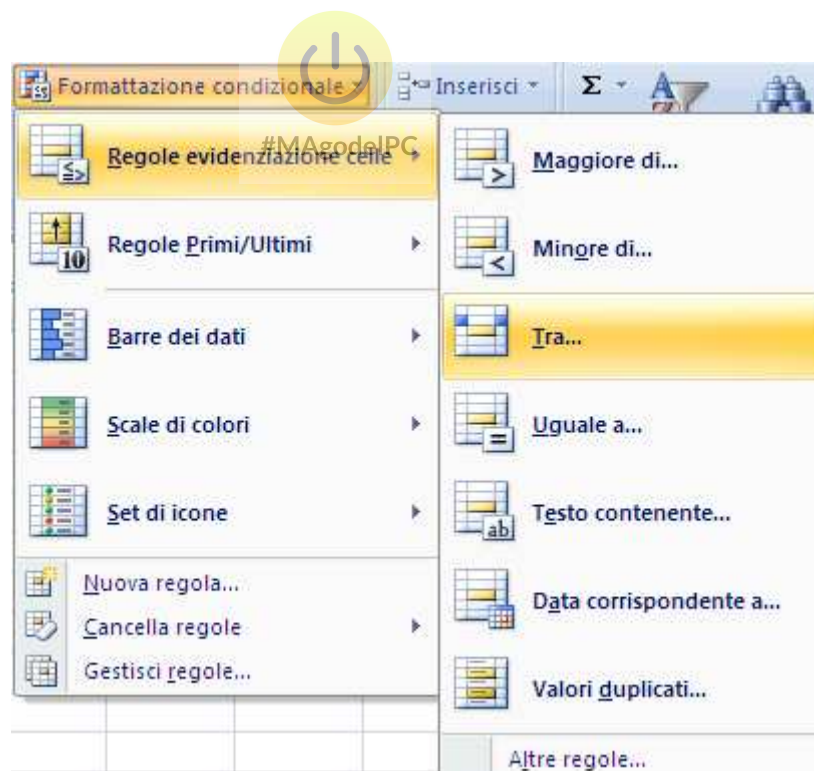 Formattazione condizionale
Inserisci
Σ
#MAgodelPC
Regole evidenziazione celle
Regole Primi/Ultimi
10
Barre dei dati
Scale di colori
Set di icone
Nuova regola...
Cancella regole
Gestisci regole...
Maggiore di...
Minore di...
Tra...
Uguale a...
Testo contenente...
ab
Data corrispondente a...
Valori duplicati...
Altre regole...